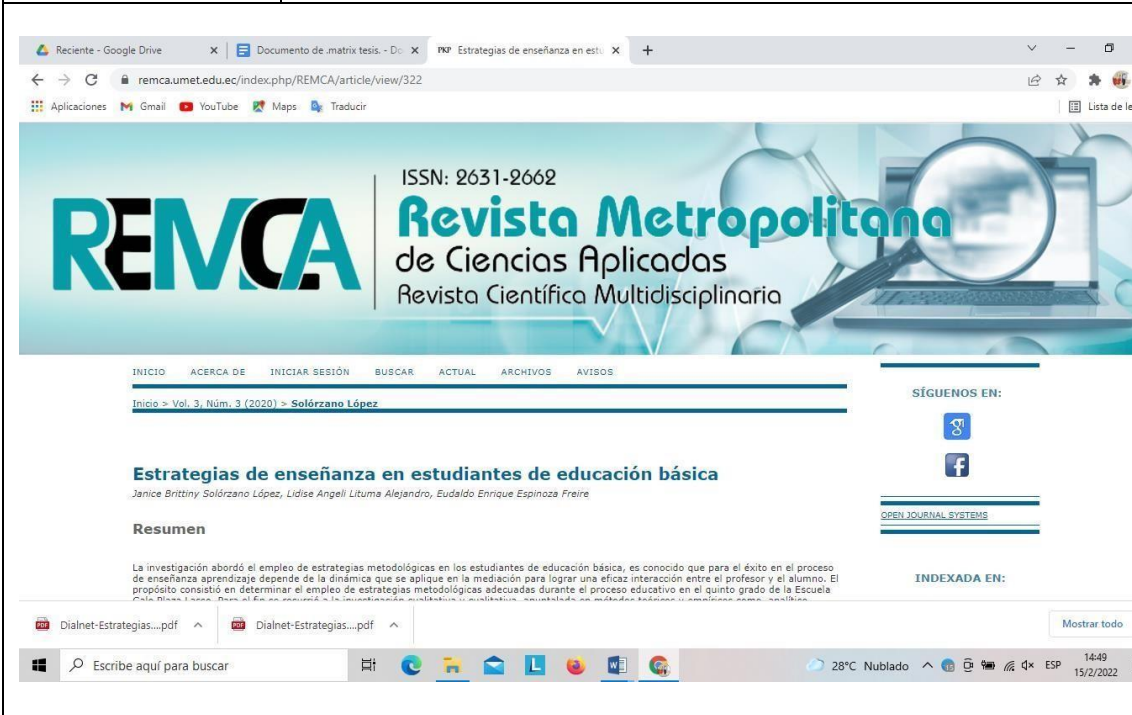 Reciente - Google Drive
Documento de .matrix tesis. - Do
PKP Estrategias de enseñanza en estu
remca.umet.edu.ec/index.php/REMCA/article/view/322
Aplicaciones Gmail YouTube Maps Traducir Lista de le
REMCA
ISSN: 2631-2662
Revista Metropolitana
de Ciencias Aplicadas
Revista Científica Multidisciplinaria
INICIO ACERCA DE INICIAR SESIÓN BUSCAR ACTUAL ARCHIVOS AVISOS
Inicio > Vol. 3, Núm. 3 (2020) > Solórzano López
SÍGUENOS EN:
Estrategias de enseñanza en estudiantes de educación básica
Janice Brittiny Solórzano López, Lidise Angeli Lituma Alejandro, Eudaldo Enrique Espinoza Freire
OPEN JOURNAL SYSTEMS
Resumen
La investigación abordó el empleo de estrategias metodológicas en los estudiantes de educación básica, es conocido que para el éxito en el proceso
de enseñanza aprendizaje depende de la dinámica que se aplique en la mediación para lograr una eficaz interacción entre el profesor y el alumno. El
propósito consistió en determinar el empleo de estrategias metodológicas adecuadas durante el proceso educativo en el quinto grado de la Escuela
INDEXADA EN:
Dialnet-Estrategias....pdf
Dialnet-Estrategias....pdf
Mostrar todo
Escribe aquí para buscar
28°C Nublado
ESP
14:49
15/2/2022